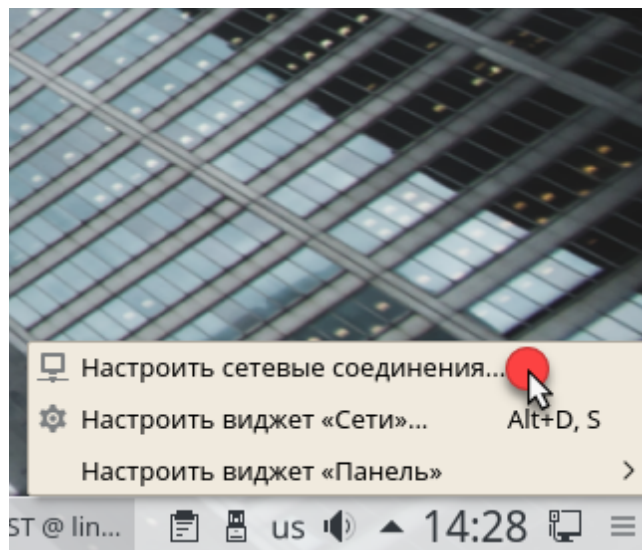 Настроить сетевые соединения...
Настроить виджет «Сети»... Alt+D, S
Настроить виджет «Панель»
ST @ lin... us 14:28